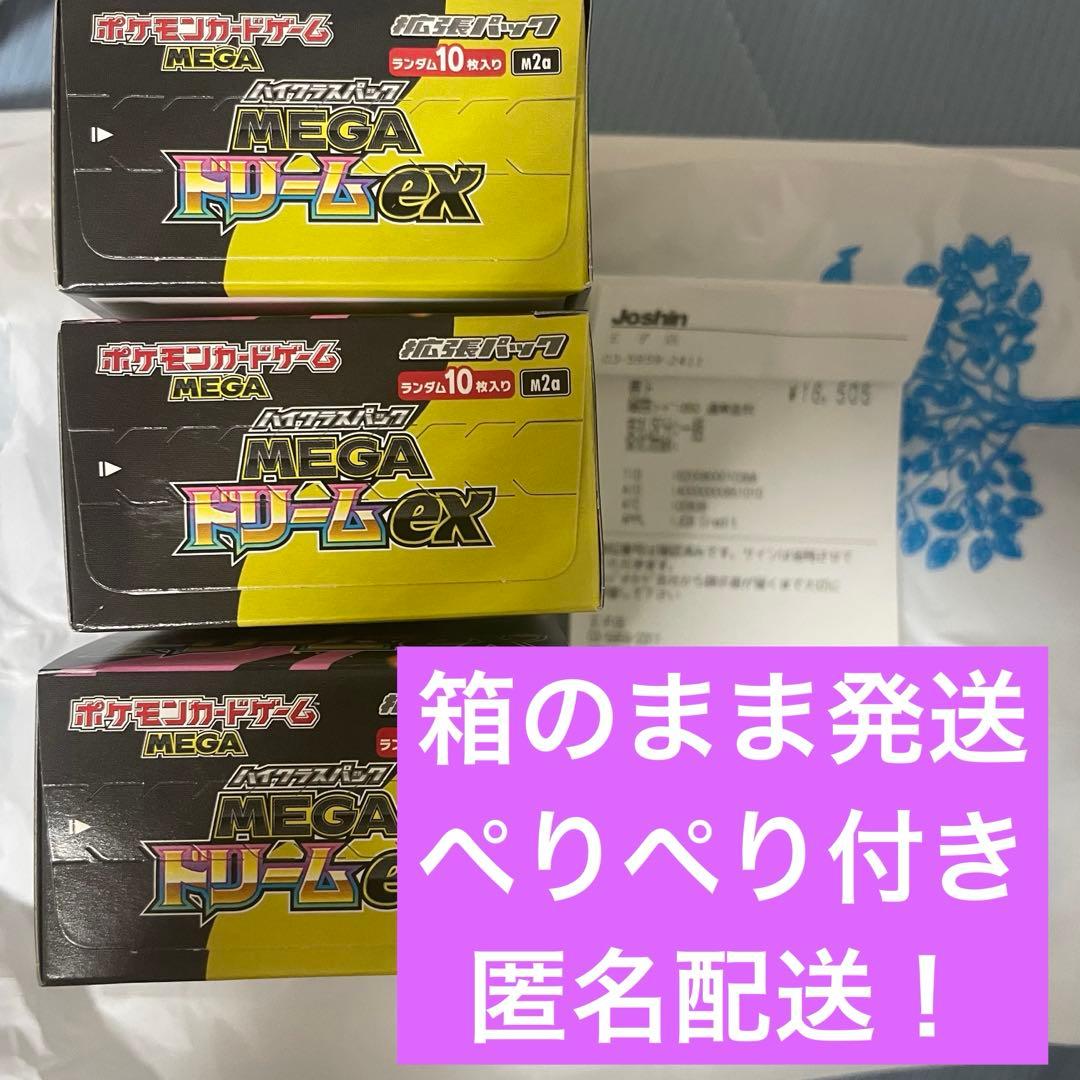 ポケモンカードゲーム
MEGA
拡張パック
ランダム10枚入り
M2a
ハイクラスパック
MEGA
ドリームex
ポケモンカードゲーム
MEGA
拡張パック
ランダム10枚入り
M2a
ハイクラスパック
MEGA
ドリームex
ポケモンカードゲーム
MEGA
ハイクラスパック
MEGA
ドリーム
Joshin
03-5959-2411
¥16,505
箱のまま発送
ぺりぺり付き
匿名配送！